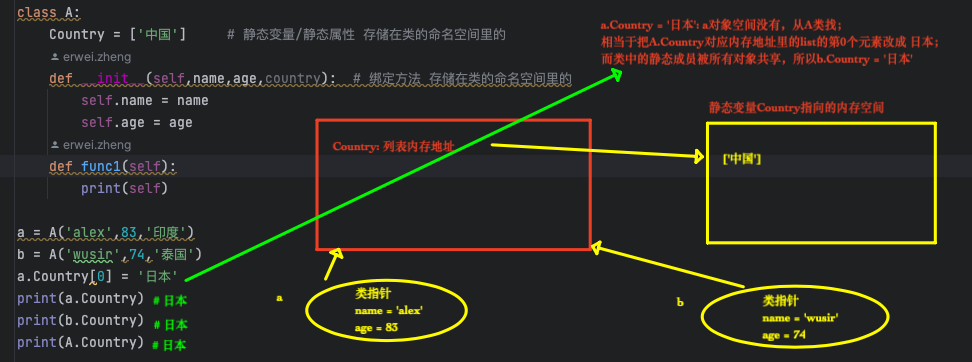 class A:
Country = ['中国']     # 静态变量/静态属性 存储在类的命名空间里的
erwei.zheng
def __init__(self,name,age,country):  # 绑定方法 存储在类的命名空间里的
self.name = name
self.age = age
erwei.zheng
def func1(self):
print(self)
a = A('alex',83,'印度')
b = A('wusir',74,'泰国')
a.Country[0] = '日本'
print(a.Country) # 日本
print(b.Country) # 日本
print(A.Country) # 日本
a.Country = '日本': a对象空间没有，从A类找；
相当于把A.Country对应内存地址里的list的第0个元素改成 日本；
而类中的静态成员被所有对象共享，所以b.Country = '日本'
静态变量Country指向的内存空间
Country: 列表内存地址
['中国']
a
类指针
name = 'alex'
age = 83
b
类指针
name = 'wusir'
age = 74